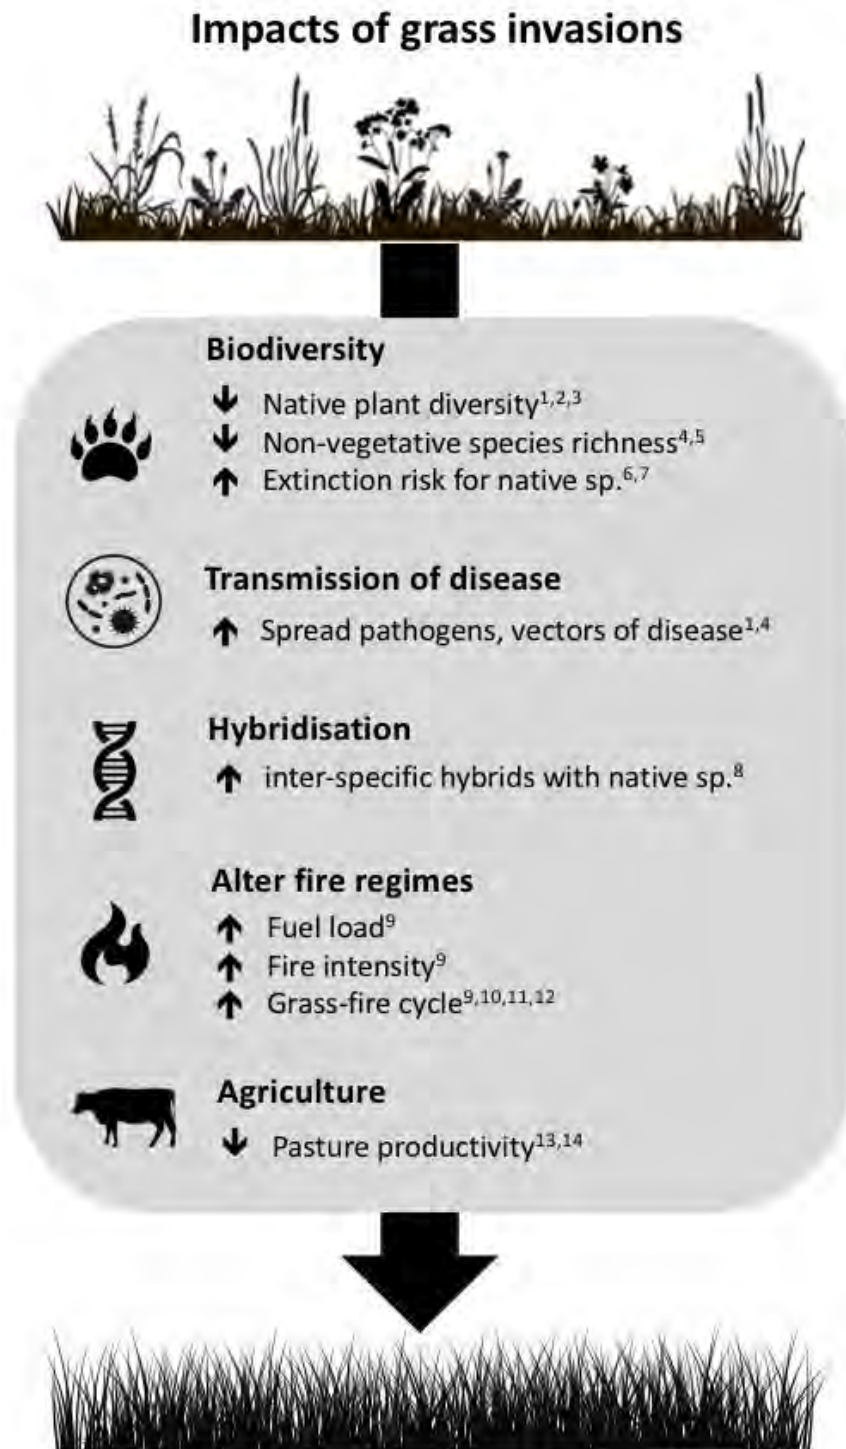 Impacts of grass invasions
Biodiversity
↓ Native plant diversity1,2,3
↓ Non-vegetative species richness4,5
↑ Extinction risk for native sp.6,7
Transmission of disease
↑ Spread pathogens, vectors of disease1,4
Hybridisation
↑ inter-specific hybrids with native sp.8
Alter fire regimes
↑ Fuel load9
↑ Fire intensity9
↑ Grass-fire cycle9,10,11,12
Agriculture
↓ Pasture productivity13,14